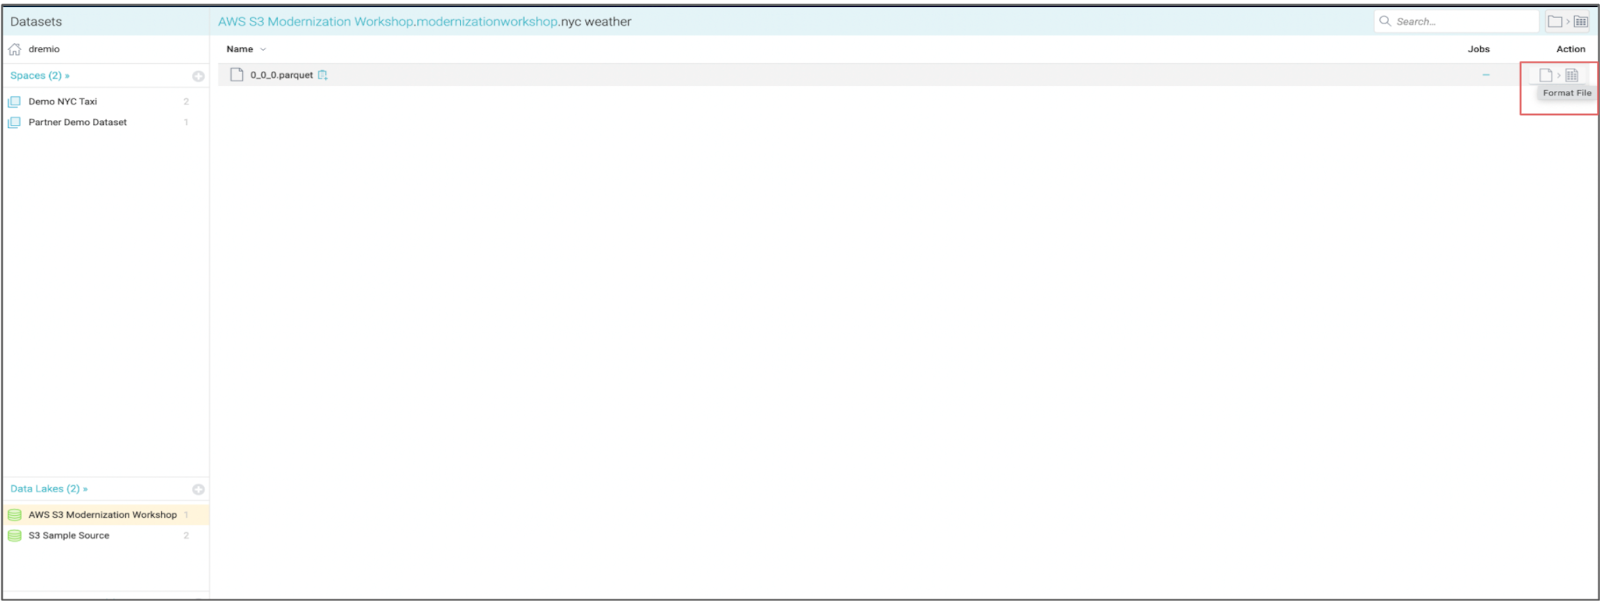 Datasets
AWS S3 Modernization Workshop.modernizationworkshop.nyc weather
Search...
dremio
Name
Jobs
Action
Spaces (2) »
0_0_0.parquet
–
Format File
Demo NYC Taxi 2
Partner Demo Dataset 1
Data Lakes (2) »
AWS S3 Modernization Workshop 1
S3 Sample Source 2